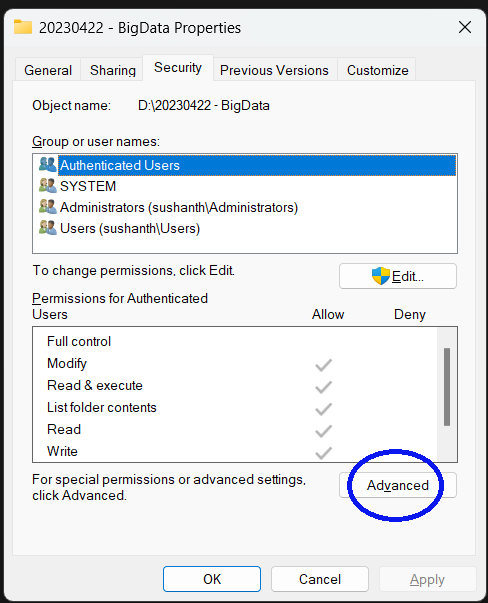 20230422 - BigData Properties
General Sharing Security Previous Versions Customize
Object name: D:\20230422 - BigData
Group or user names:
Authenticated Users
SYSTEM
Administrators (sushanth\Administrators)
Users (sushanth\Users)
To change permissions, click Edit.
Edit...
Permissions for Authenticated
Users Allow Deny
Full control
Modify
Read & execute
List folder contents
Read
Write
For special permissions or advanced settings,
click Advanced.
Advanced
OK Cancel Apply